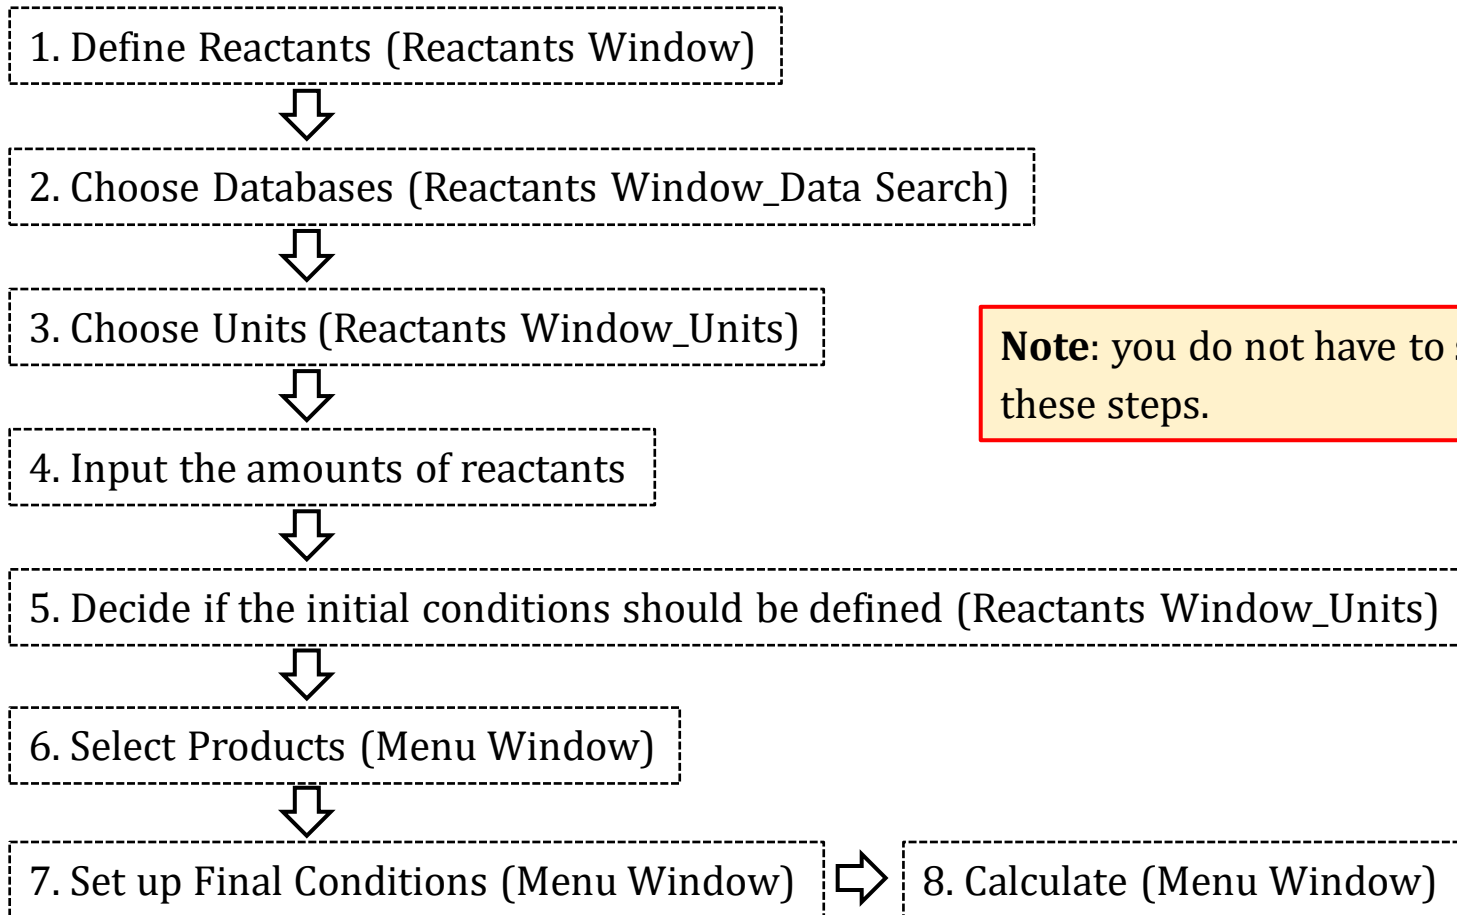 1. Define Reactants (Reactants Window)
2. Choose Databases (Reactants Window_Data Search)
3. Choose Units (Reactants Window_Units)
Note: you do not have to
these steps.
4. Input the amounts of reactants
5. Decide if the initial conditions should be defined (Reactants Window_Units)
6. Select Products (Menu Window)
7. Set up Final Conditions (Menu Window)
8. Calculate (Menu Window)